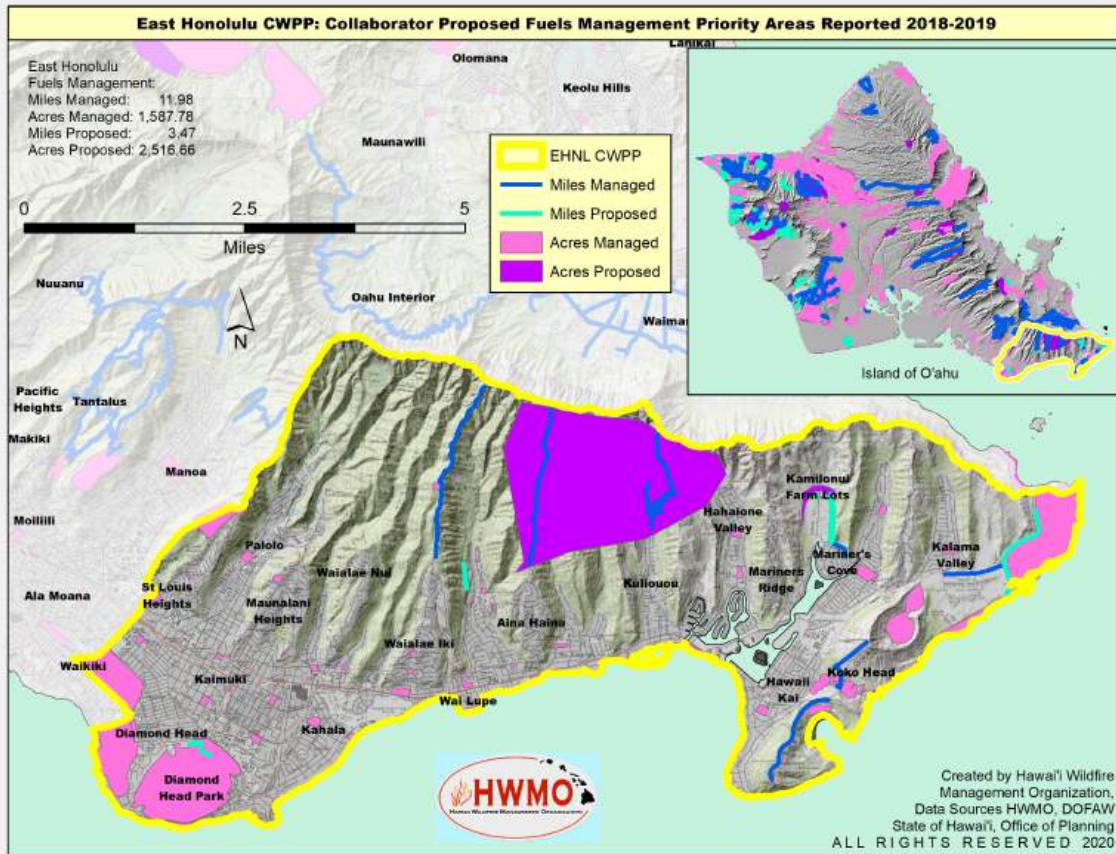 East Honolulu CWPP: Collaborator Proposed Fuels Management Priority Areas Reported 2018-2019
East Honolulu
Fuels Management:
Miles Managed: 11.98
Acres Managed: 1,587.78
Miles Proposed: 3.47
Acres Proposed: 2,516.66
0 2.5 5
Miles
N
EHNL CWPP
Miles Managed
Miles Proposed
Acres Managed
Acres Proposed
Island of O'ahu
Lanikai
Olomana
Keolu Hills
Maunawili
Nuuanu
Oahu Interior
Pacific
Heights
Tantalus
Makiki
Manoa
Moiliili
Kamilonui
Farm Lots
Hahaione
Valley
Palolo
Waialae Nui
Mariner's
Cove
Kalama
Valley
Ala Moana
St Louis
Heights
Maunalani
Heights
Kuliouou
Mariners
Ridge
Waialae Iki
Aina Haina
Waikiki
Kaimuki
Wai Lupe
Hawaii
Kai
Koko Head
Diamond Head
Kahala
Diamond
Head Park
HWMO
HAWAII WILDFIRE MANAGEMENT ORGANIZATION
Created by Hawai'i Wildfire
Management Organization,
Data Sources HWMO, DOFAW
State of Hawai'i, Office of Planning
ALL RIGHTS RESERVED 2020